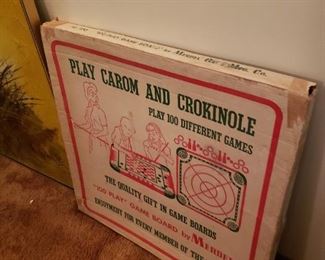 PLAY CAROM AND CROKINOLE
PLAY 100 DIFFERENT GAMES
THE QUALITY GIFT IN GAME BOARDS
"100 PLAY" GAME BOARD by
ENJOYMENT FOR EVERY MEMBER OF THE